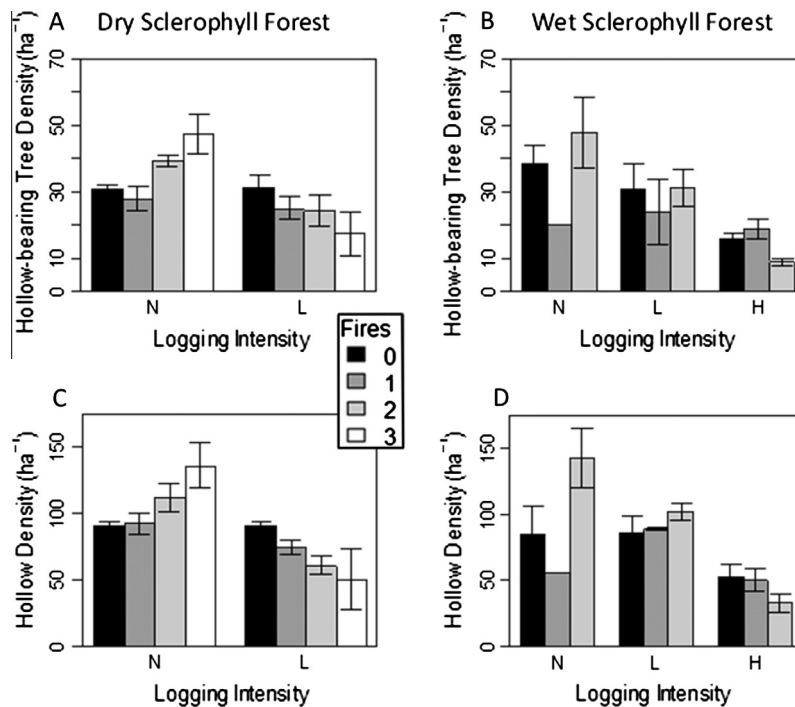 A Dry Sclerophyll Forest
Hollow-bearing Tree Density (ha⁻¹)
70
50
30
10
0
N L
Logging Intensity
B Wet Sclerophyll Forest
Hollow-bearing Tree Density (ha⁻¹)
70
50
30
10
0
N L H
Logging Intensity
Fires
0
1
2
3
C
Hollow Density (ha⁻¹)
150
100
50
0
N L
Logging Intensity
D
Hollow Density (ha⁻¹)
150
100
50
0
N L H
Logging Intensity